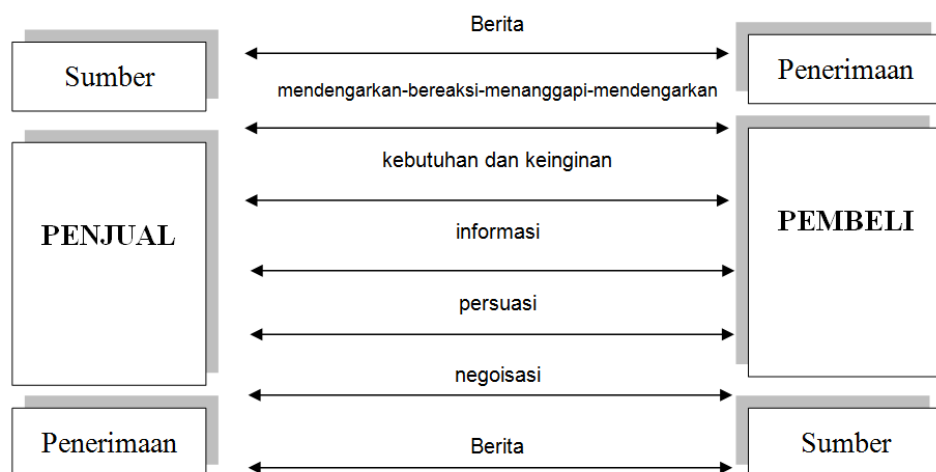 Berita
Sumber
Penerimaan
mendengarkan-bereaksi-menanggapi-mendengarkan
kebutuhan dan keinginan
PENJUAL
PEMBELI
informasi
persuasi
negoisasi
Penerimaan
Berita
Sumber